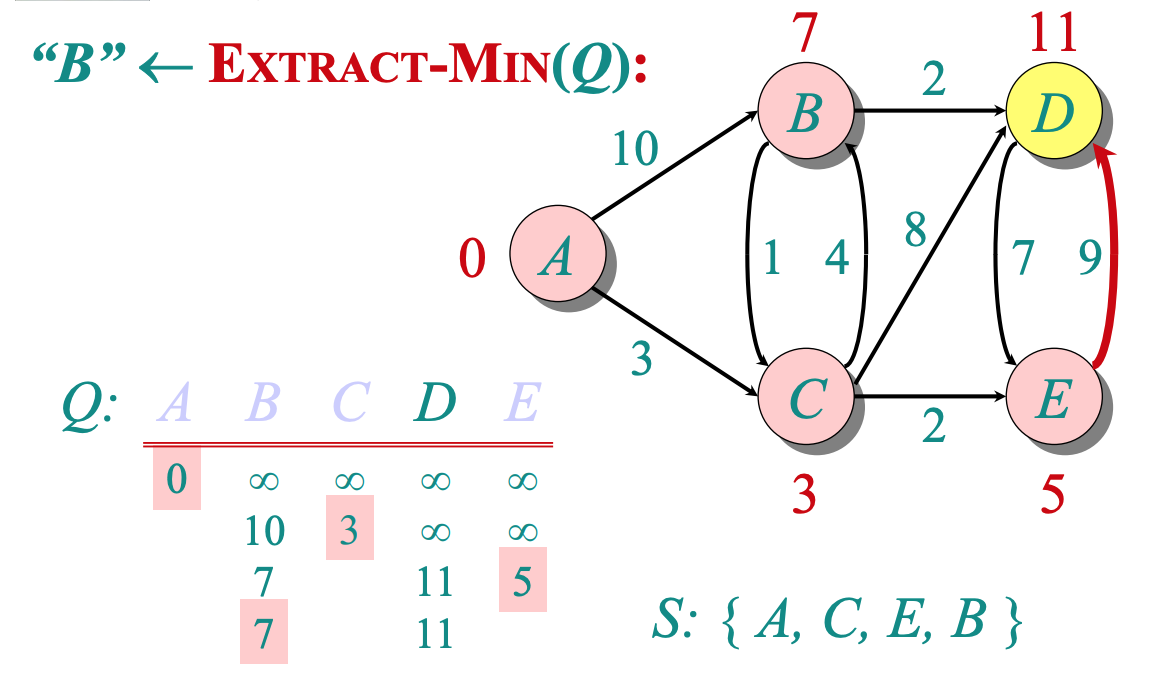 “B” ← EXTRACT-MIN(Q):
7 11
B 2 D
10
0 A 1 4 8 7 9
3
C 2 E
3 5
Q: A B C D E
0 ∞ ∞ ∞ ∞
10 3 ∞ ∞
7 11 5
7 11
S: { A, C, E, B }